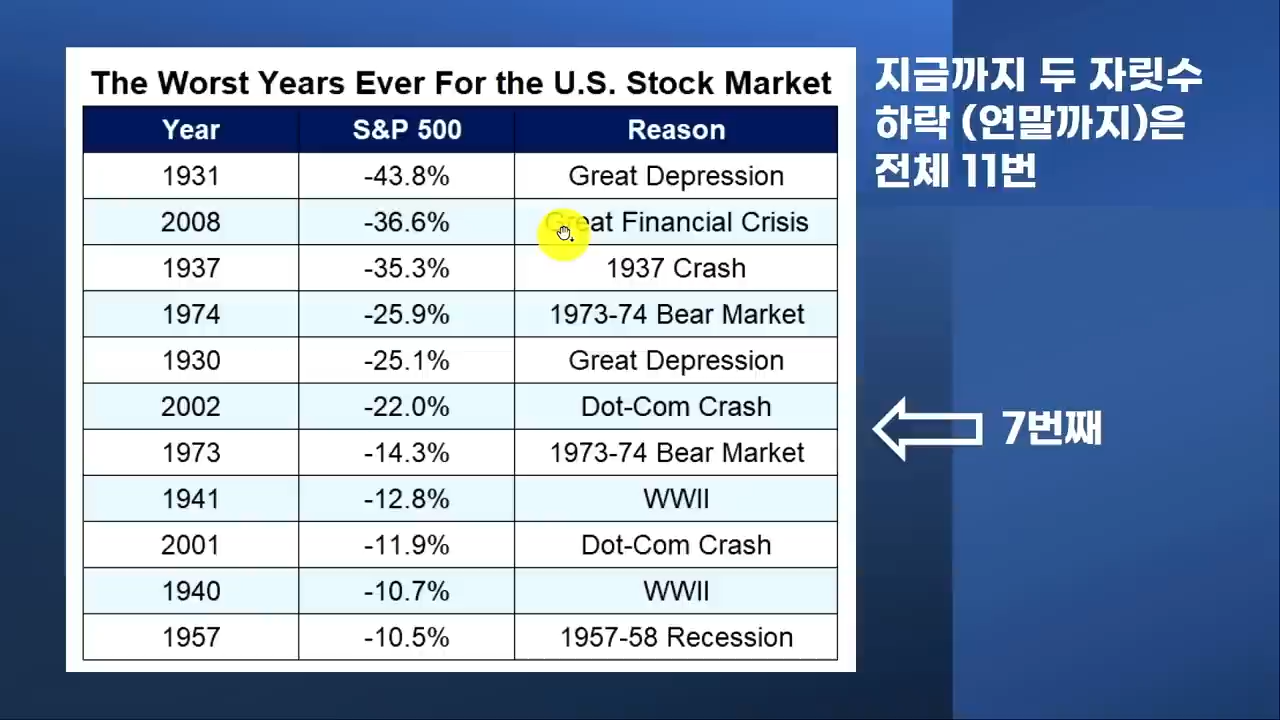 The Worst Years Ever For the U.S. Stock Market
지금까지 두 자릿수
하락 (연말까지)은
전체 11번
Year S&P 500 Reason
1931 -43.8% Great Depression
2008 -36.6% Great Financial Crisis
1937 -35.3% 1937 Crash
1974 -25.9% 1973-74 Bear Market
1930 -25.1% Great Depression
2002 -22.0% Dot-Com Crash
7번째
1973 -14.3% 1973-74 Bear Market
1941 -12.8% WWII
2001 -11.9% Dot-Com Crash
1940 -10.7% WWII
1957 -10.5% 1957-58 Recession